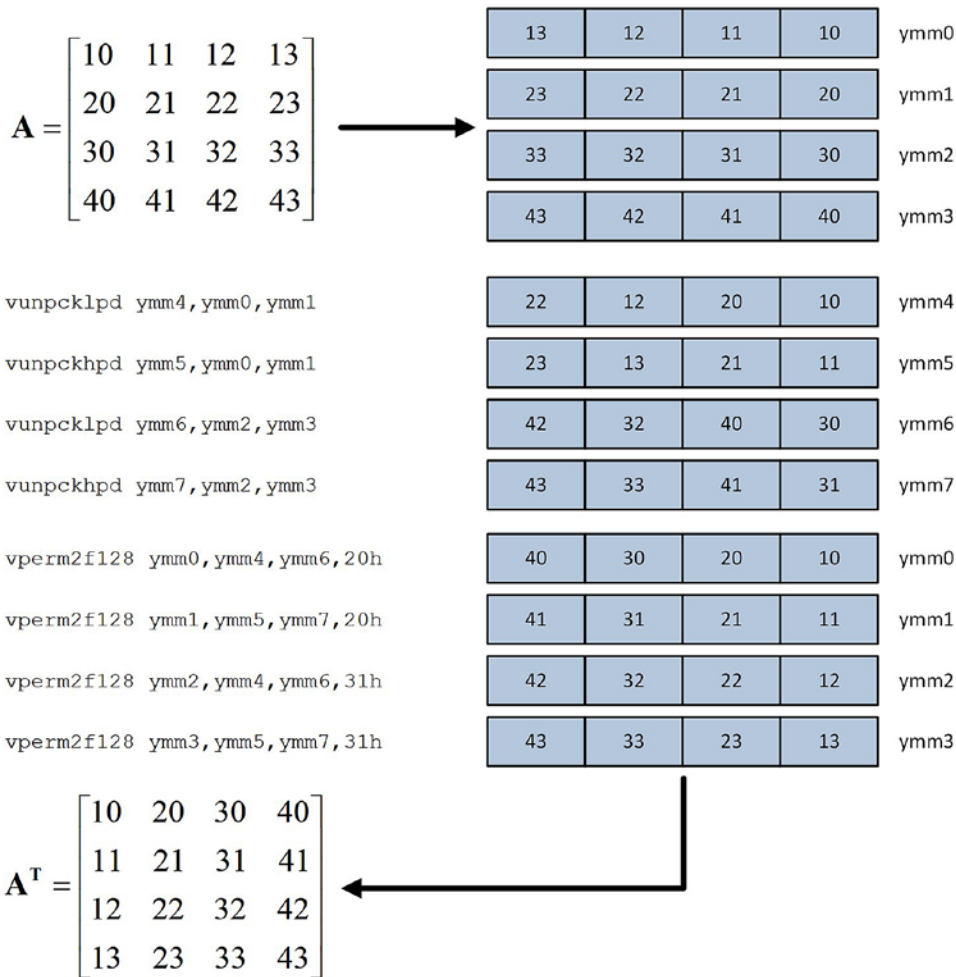 A = [10 11 12 13
20 21 22 23
30 31 32 33
40 41 42 43]
13 12 11 10 ymm0
23 22 21 20 ymm1
33 32 31 30 ymm2
43 42 41 40 ymm3
vunpcklpd ymm4,ymm0,ymm1 22 12 20 10 ymm4
vunpckhpd ymm5,ymm0,ymm1 23 13 21 11 ymm5
vunpcklpd ymm6,ymm2,ymm3 42 32 40 30 ymm6
vunpckhpd ymm7,ymm2,ymm3 43 33 41 31 ymm7
vperm2f128 ymm0,ymm4,ymm6,20h 40 30 20 10 ymm0
vperm2f128 ymm1,ymm5,ymm7,20h 41 31 21 11 ymm1
vperm2f128 ymm2,ymm4,ymm6,31h 42 32 22 12 ymm2
vperm2f128 ymm3,ymm5,ymm7,31h 43 33 23 13 ymm3
Aᵀ = [10 20 30 40
11 21 31 41
12 22 32 42
13 23 33 43]